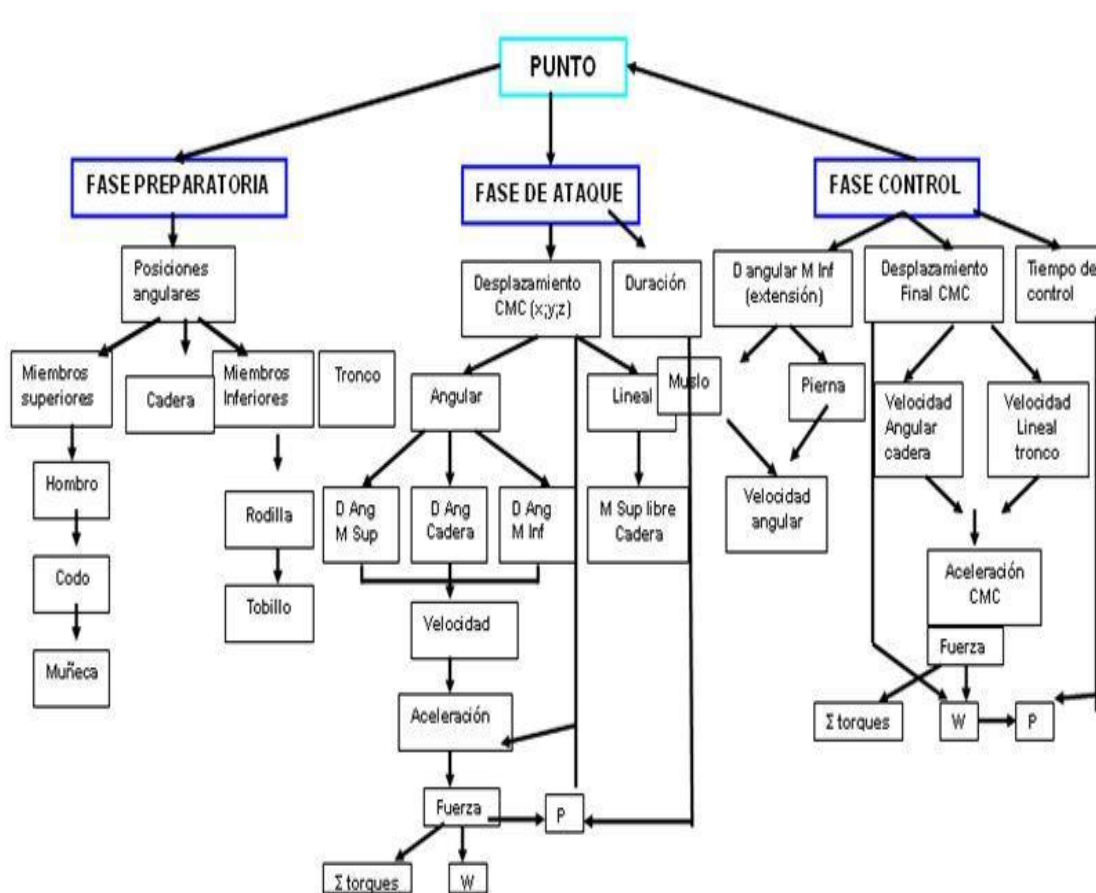 PUNTO
FASE PREPARATORIA
FASE DE ATAQUE
FASE CONTROL
Posiciones
angulares
Desplazamiento
CMC (x;y;z)
Duración
D angular M Inf
(extensión)
Desplazamiento
Final CMC
Tiempo de
control
Miembros
superiores
Cadera
Miembros
Inferiores
Tronco
Angular
Lineal
Muslo
Pierna
Velocidad
Angular
cadera
Velocidad
Lineal
tronco
Hombro
Rodilla
D Ang
M Sup
D Ang
Cadera
D Ang
M Inf
M Sup libre
Cadera
Velocidad
angular
Codo
Tobillo
Velocidad
Aceleración
CMC
Muñeca
Fuerza
Aceleración
Σ torques
W
P
Fuerza
P
Σ torques
W